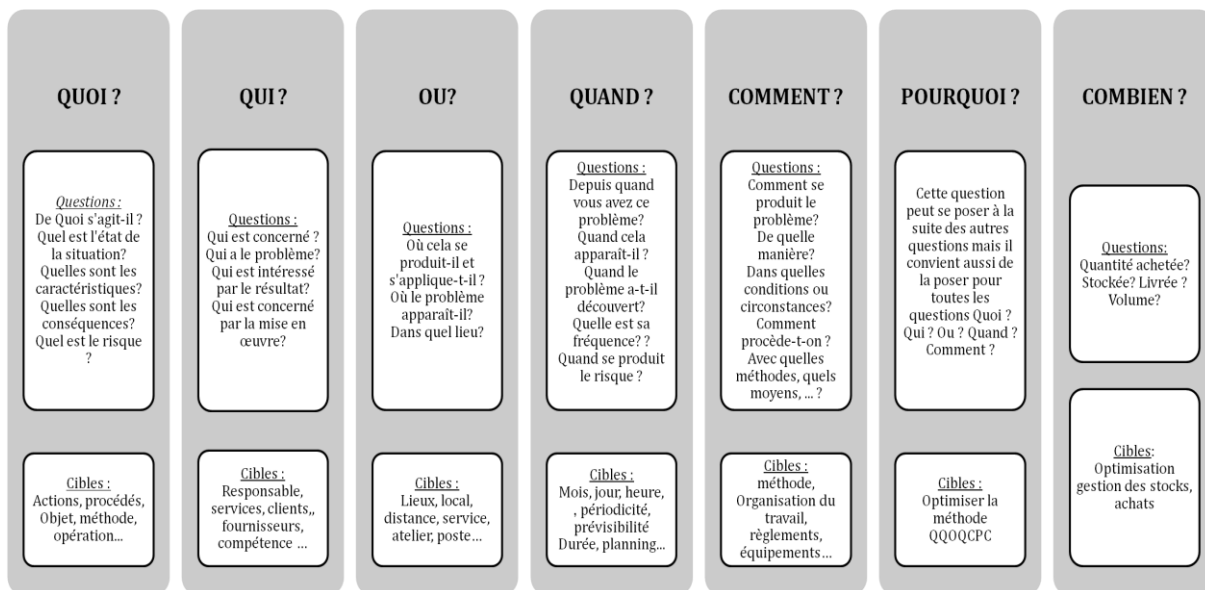 QUOI ?
Questions :
De Quoi s'agit-il ?
Quel est l'état de
la situation?
Quelles sont les
caractéristiques?
Quelles sont les
conséquences?
Quel est le risque
?
Cibles :
Actions, procédés,
Objet, méthode,
opération...
QUI ?
Questions :
Qui est concerné ?
Qui a le problème?
Qui est intéressé
par le résultat?
Qui est concerné
par la mise en
œuvre?
Cibles :
Responsable,
services, clients,,
fournisseurs,
compétence ...
OU?
Questions :
Où cela se
produit-il et
s'applique-t-il ?
Où le problème
apparaît-il?
Dans quel lieu?
Cibles :
Lieux, local,
distance, service,
atelier, poste...
QUAND ?
Questions :
Depuis quand
vous avez ce
problème?
Quand cela
apparaît-il ?
Quand le
problème a-t-il
découvert?
Quelle est sa
fréquence? ?
Quand se produit
le risque ?
Cibles :
Mois, jour, heure,
, périodicité,
prévisibilité
Durée, planning...
COMMENT ?
Questions :
Comment se
produit le
problème?
De quelle
manière?
Dans quelles
conditions ou
circonstances?
Comment
procède-t-on ?
Avec quelles
méthodes, quels
moyens, ... ?
Cibles :
méthode,
Organisation du
travail,
règlements,
équipements...
POURQUOI ?
Cette question
peut se poser à la
suite des autres
questions mais il
convient aussi de
la poser pour
toutes les
questions Quoi ?
Qui ? Ou ? Quand ?
Comment ?
Cibles :
Optimiser la
méthode
QQOQCPC
COMBIEN ?
Questions:
Quantité achetée?
Stockée? Livrée ?
Volume?
Cibles:
Optimisation
gestion des stocks,
achats